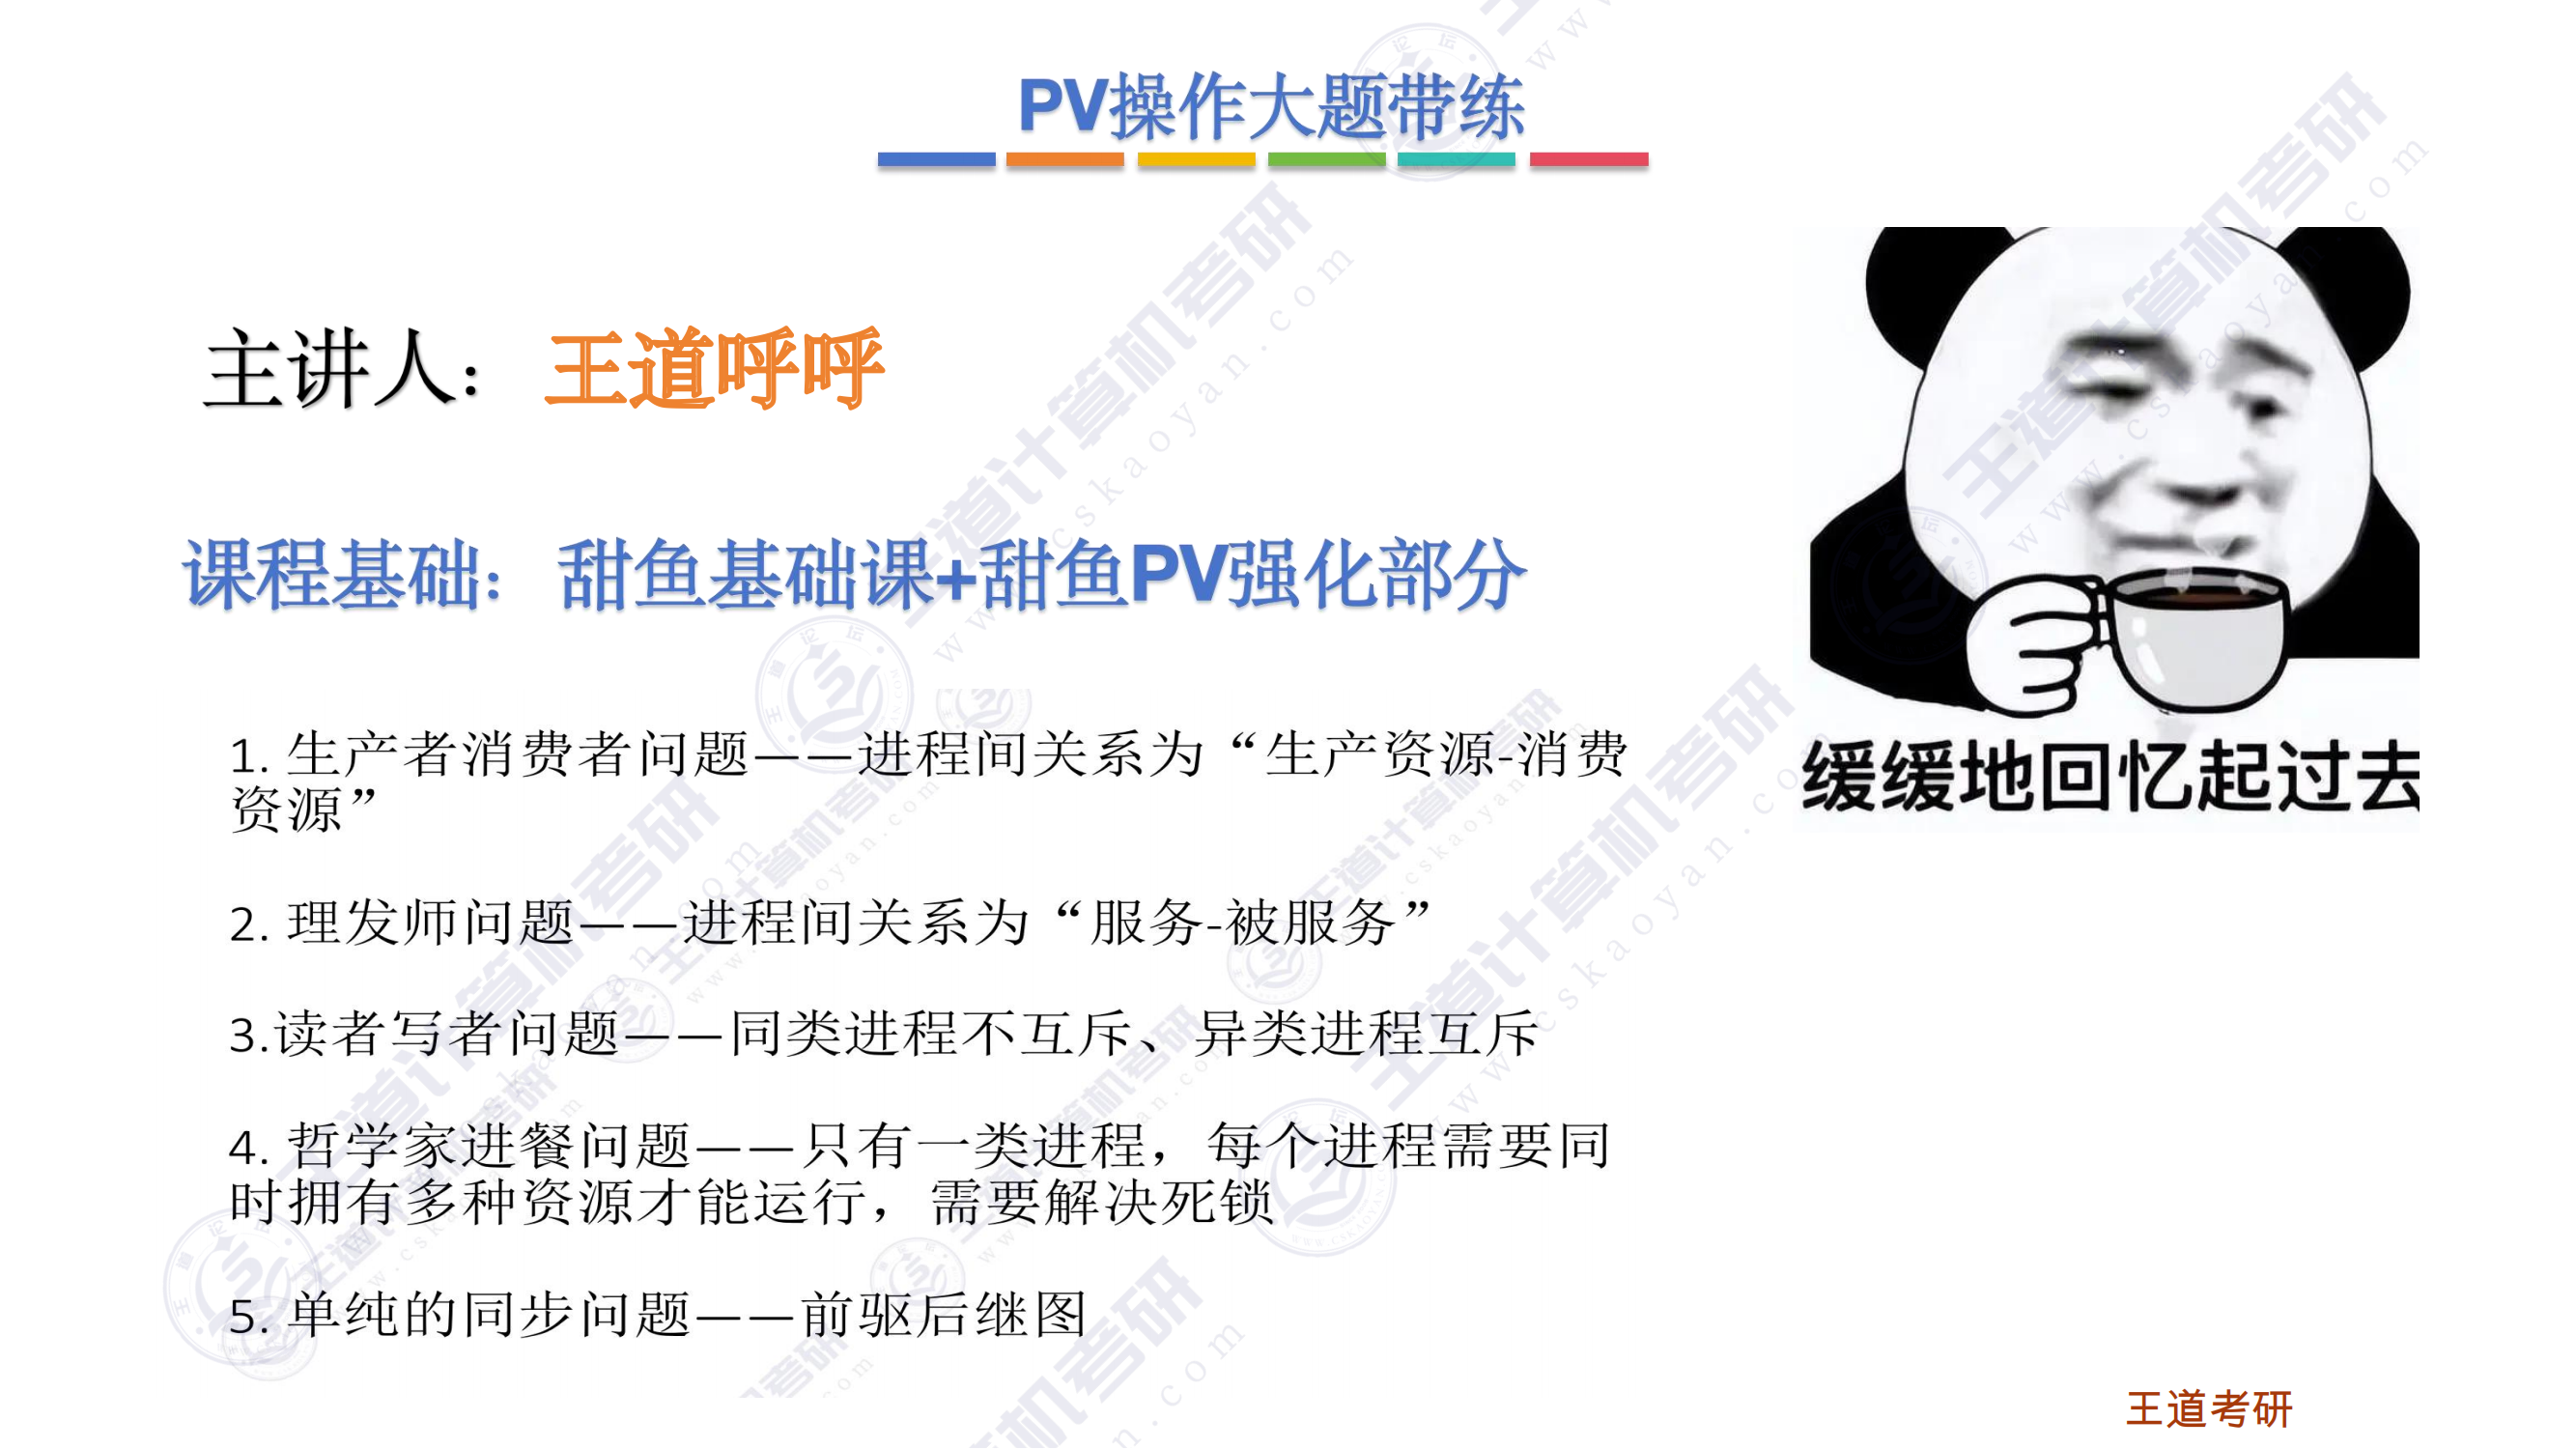 PV操作大题带练
主讲人： 王道呼呼
课程基础： 甜鱼基础课+甜鱼PV强化部分
1. 生产者消费者问题——进程间关系为“生产资源-消费
资源”
2. 理发师问题——进程间关系为“服务-被服务”
3.读者写者问题——同类进程不互斥、异类进程互斥
4. 哲学家进餐问题——只有一类进程，每个进程需要同
时拥有多种资源才能运行，需要解决死锁
5. 单纯的同步问题——前驱后继图
缓缓地回忆起过去
王道考研
王道计算机考研
www.cskaoyan.com